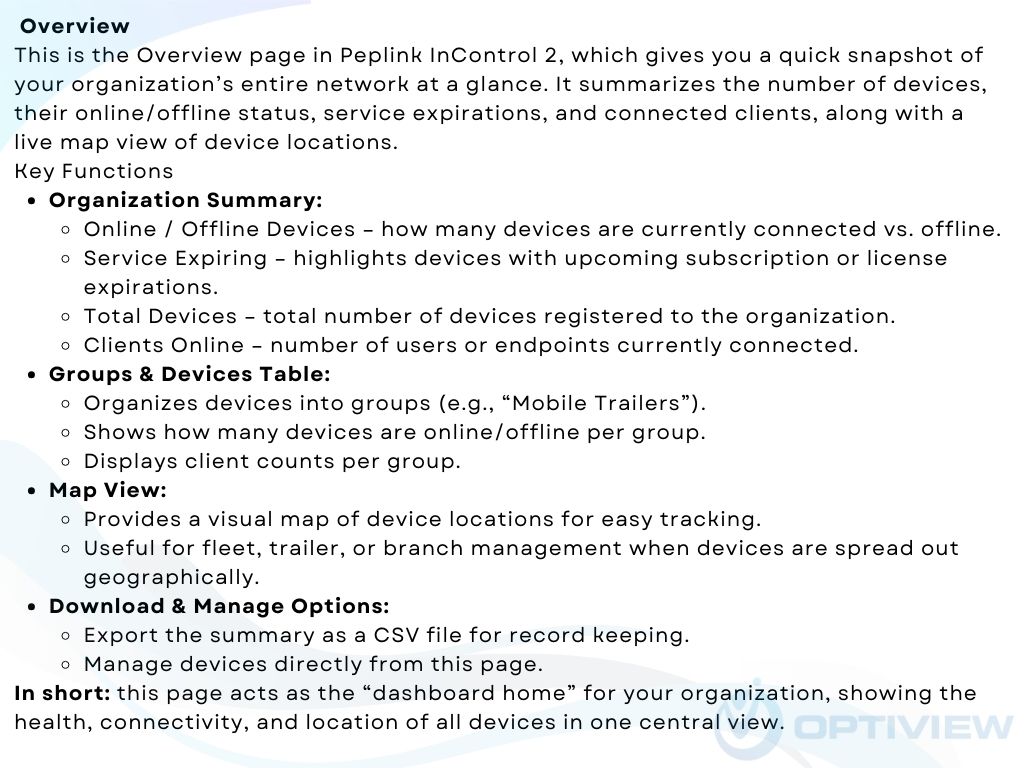 Overview
This is the Overview page in Peplink InControl 2, which gives you a quick snapshot of
your organization’s entire network at a glance. It summarizes the number of devices,
their online/offline status, service expirations, and connected clients, along with a
live map view of device locations.
Key Functions
• Organization Summary:
◦ Online / Offline Devices – how many devices are currently connected vs. offline.
◦ Service Expiring – highlights devices with upcoming subscription or license
expirations.
◦ Total Devices – total number of devices registered to the organization.
◦ Clients Online – number of users or endpoints currently connected.
• Groups & Devices Table:
◦ Organizes devices into groups (e.g., “Mobile Trailers”).
◦ Shows how many devices are online/offline per group.
◦ Displays client counts per group.
• Map View:
◦ Provides a visual map of device locations for easy tracking.
◦ Useful for fleet, trailer, or branch management when devices are spread out
geographically.
• Download & Manage Options:
◦ Export the summary as a CSV file for record keeping.
◦ Manage devices directly from this page.
In short: this page acts as the “dashboard home” for your organization, showing the
health, connectivity, and location of all devices in one central view.
OPTIVIEW